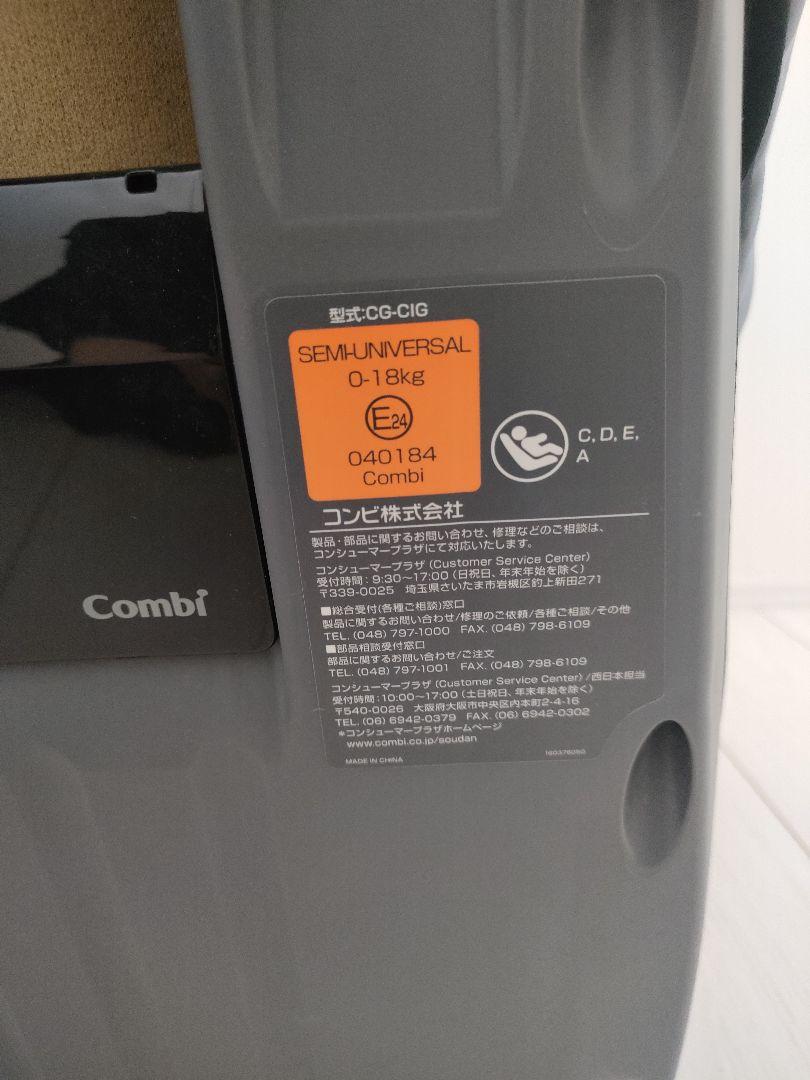 型式:CG-CIG
SEMI-UNIVERSAL
0-18kg
E24
040184
Combi
C, D, E,
A
コンビ株式会社
製品・部品に関するお問い合わせ、修理などのご相談は、
コンシューマープラザにて対応いたします。
コンシューマープラザ (Customer Service Center)
受付時間：9:30～17:00（日祝日、年末年始を除く）
〒339-0025 埼玉県さいたま市岩槻区釣上新田271
■総合受付(各種ご相談)窓口
製品に関するお問い合わせ/修理のご依頼/各種ご相談/その他
TEL. (048) 797-1000 FAX. (048) 798-6109
■部品相談受付窓口
部品に関するお問い合わせ/ご注文
TEL. (048) 797-1001 FAX. (048) 798-6109
コンシューマープラザ (Customer Service Center) /西日本担当
受付時間：10:00～17:00（土日祝日、年末年始を除く）
〒540-0026 大阪府大阪市中央区内本町2-4-16
TEL. (06) 6942-0379 FAX. (06) 6942-0302
*コンシューマープラザホームページ
www.combi.co.jp/soudan
MADE IN CHINA
Combi